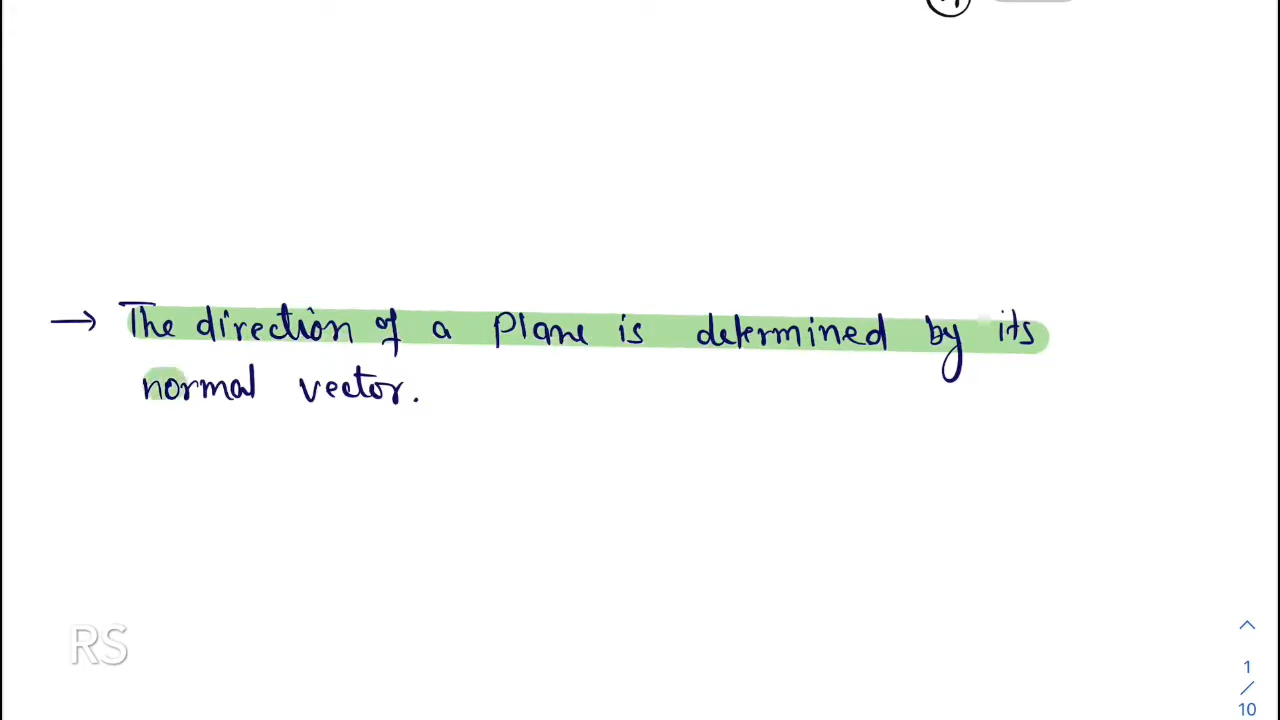 → The direction of a plane is determined by its
normal vector.
RS
1
/
10